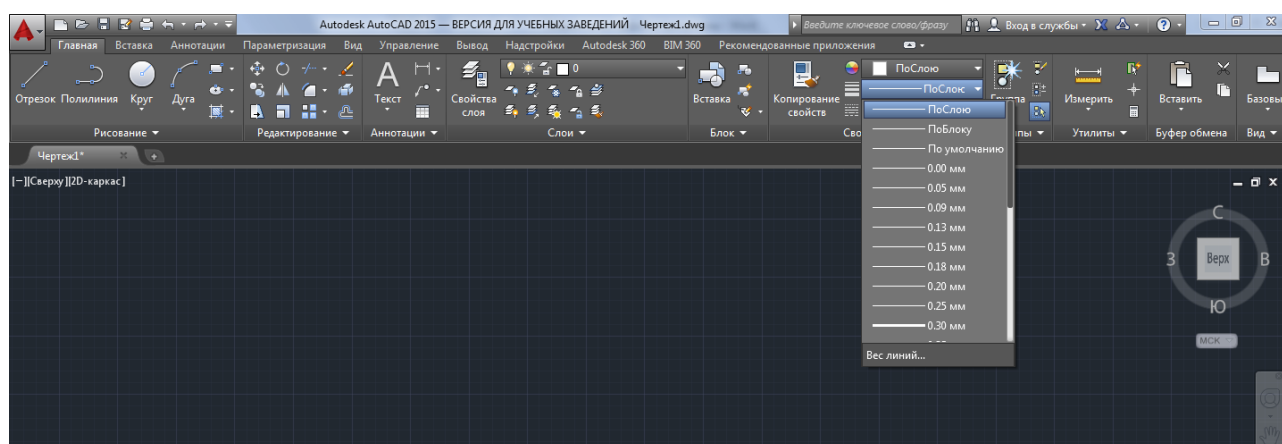 Autodesk AutoCAD 2015 — ВЕРСИЯ ДЛЯ УЧЕБНЫХ ЗАВЕДЕНИЙ Чертеж1.dwg
Введите ключевое слово/фразу
Вход в службы
Главная Вставка Аннотации Параметризация Вид Управление Вывод Надстройки Autodesk 360 BIM 360 Рекомендованные приложения
Отрезок Полилиния Круг Дуга
Рисование
Редактирование
Текст
Аннотации
Свойства слоя
0
Слои
Вставка
Блок
Копирование свойств
ПоСлою
ПоСлою
ПоБлоку
По умолчанию
0.00 мм
0.05 мм
0.09 мм
0.13 мм
0.15 мм
0.18 мм
0.20 мм
0.25 мм
0.30 мм
Вес линий...
Измерить
Утилиты
Вставить
Буфер обмена
Вид
Чертеж1*
[−][Сверху][2D-каркас]
С
З Верх В
Ю
МСК